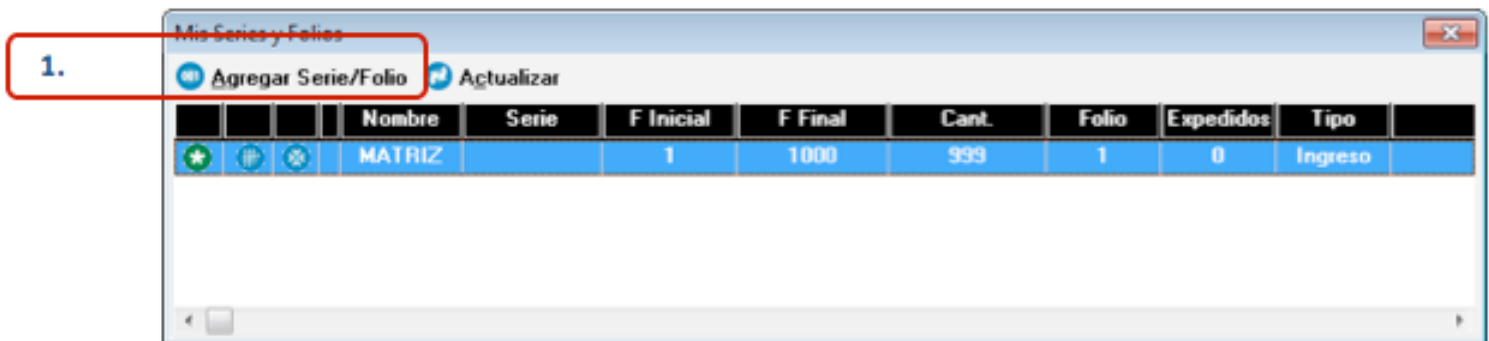 Mis Series y Folios
1.
Agregar Serie/Folio Actualizar
Nombre Serie F Inicial F Final Cant. Folio Expedidos Tipo
MATRIZ 1 1000 999 1 0 Ingreso